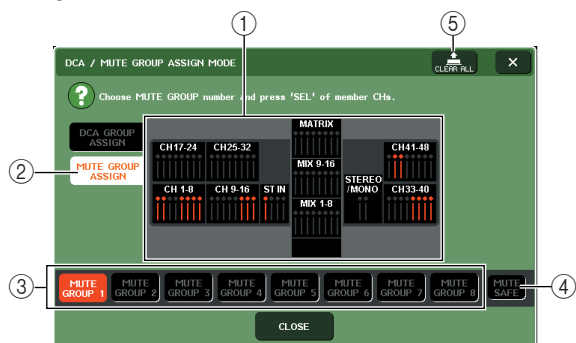 ①
⑤
DCA / MUTE GROUP ASSIGN MODE
CLEAR ALL
×
?
Choose MUTE GROUP number and press 'SEL' of member CHs.
DCA GROUP
ASSIGN
②
MUTE GROUP
ASSIGN
MATRIX
CH17-24
CH25-32
CH41-48
MIX 9-16
STEREO
/MONO
CH 1-8
CH 9-16
ST IN
CH33-40
MIX 1-8
③
MUTE
GROUP 1
MUTE
GROUP 2
MUTE
GROUP 3
MUTE
GROUP 4
MUTE
GROUP 5
MUTE
GROUP 6
MUTE
GROUP 7
MUTE
GROUP 8
MUTE
SAFE
④
CLOSE